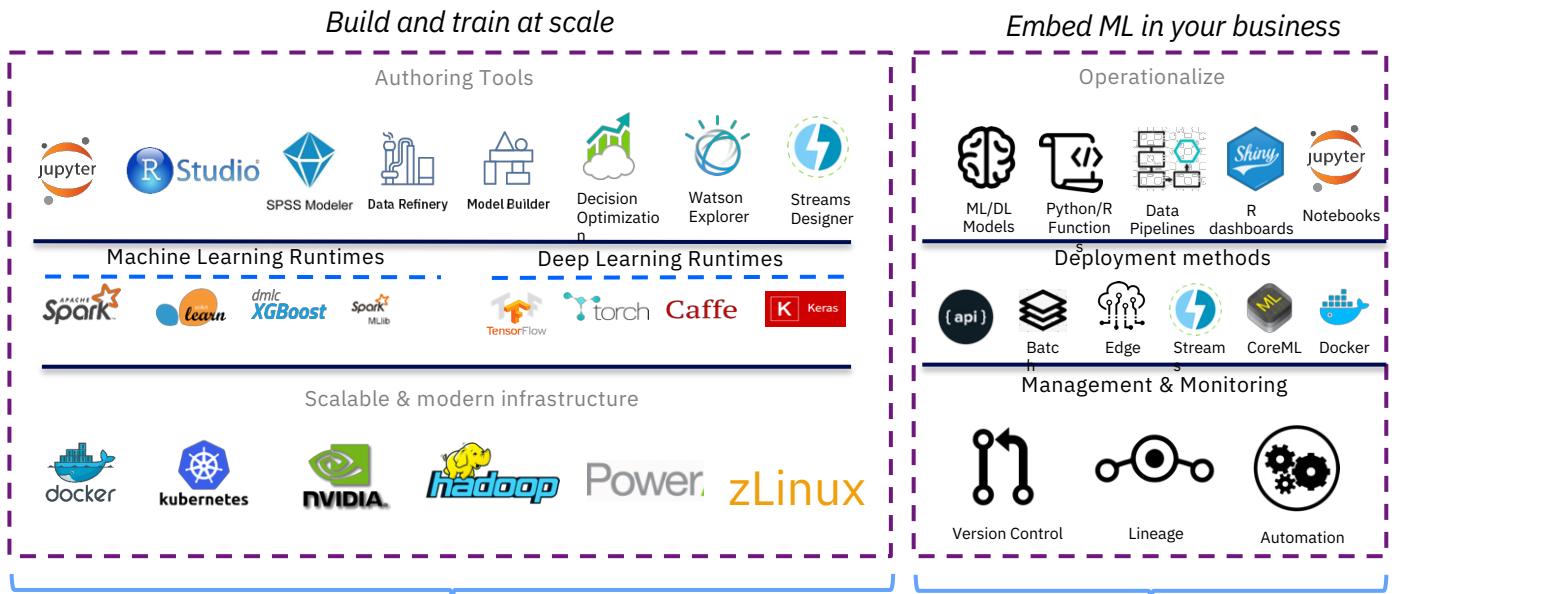 Build and train at scale
Embed ML in your business
Authoring Tools
jupyter
R Studio
SPSS Modeler
Data Refinery
Model Builder
Decision
Optimizatio
n
Watson
Explorer
Streams
Designer
Machine Learning Runtimes
Deep Learning Runtimes
APACHE
Spark
learn
dmlc
XGBoost
Spark
MLlib
TensorFlow
torch
Caffe
K Keras
Scalable & modern infrastructure
docker
kubernetes
NVIDIA.
hadoop
Power
zLinux
Operationalize
ML/DL
Models
</>
Python/R
Function
s
Data
Pipelines
Shiny
R
dashboards
jupyter
Notebooks
Deployment methods
{api}
Batc
h
Edge
Stream
s
ML
CoreML
Docker
Management & Monitoring
Version Control
Lineage
Automation